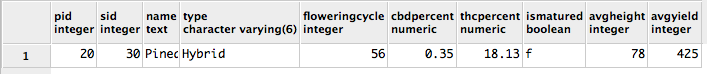 pid sid name type floweringcycle cbdpercent thcpercent ismatured avgheight avgyield
integer integer text character varying(6) integer numeric numeric boolean integer integer
1 20 30 Hybrid 56 0.35 18.13 f 78 425